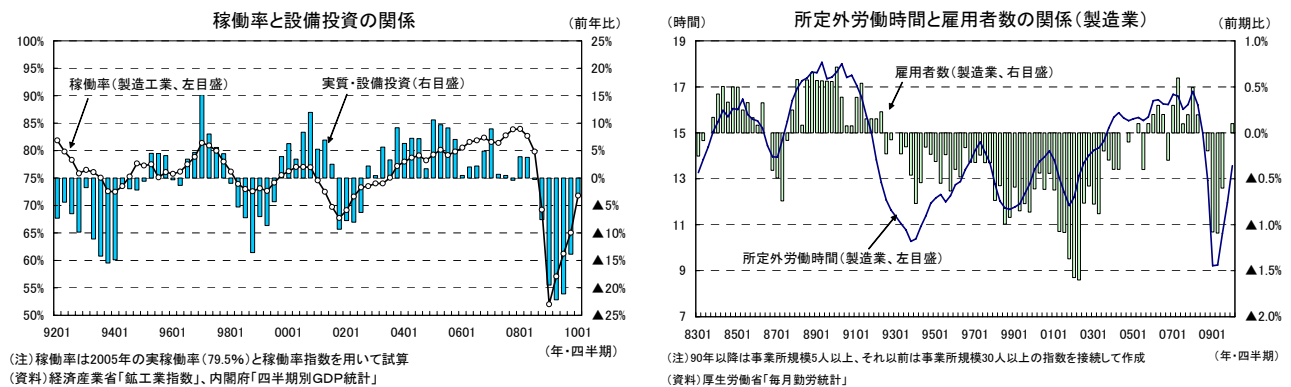 稼働率と設備投資の関係
(前年比)
100%
95%
90%
85%
80%
75%
70%
65%
60%
55%
50%
25%
20%
15%
10%
5%
0%
▲5%
▲10%
▲15%
▲20%
▲25%
稼働率(製造工業、左目盛)
実質・設備投資(右目盛)
9201 9401 9601 9801 0001 0201 0401 0601 0801 1001
(年・四半期)
(注)稼働率は2005年の実稼働率(79.5%)と稼働率指数を用いて試算
(資料)経済産業省「鉱工業指数」、内閣府「四半期別GDP統計」
所定外労働時間と雇用者数の関係(製造業)
(時間)
(前期比)
19
17
15
13
11
9
7
1.0%
0.5%
0.0%
▲0.5%
▲1.0%
▲1.5%
▲2.0%
雇用者数(製造業、右目盛)
所定外労働時間(製造業、左目盛)
8301 8501 8701 8901 9101 9301 9501 9701 9901 0101 0301 0501 0701 0901
(年・四半期)
(注)90年以降は事業所規模5人以上、それ以前は事業所規模30人以上の指数を接続して作成
(資料)厚生労働省「毎月勤労統計」